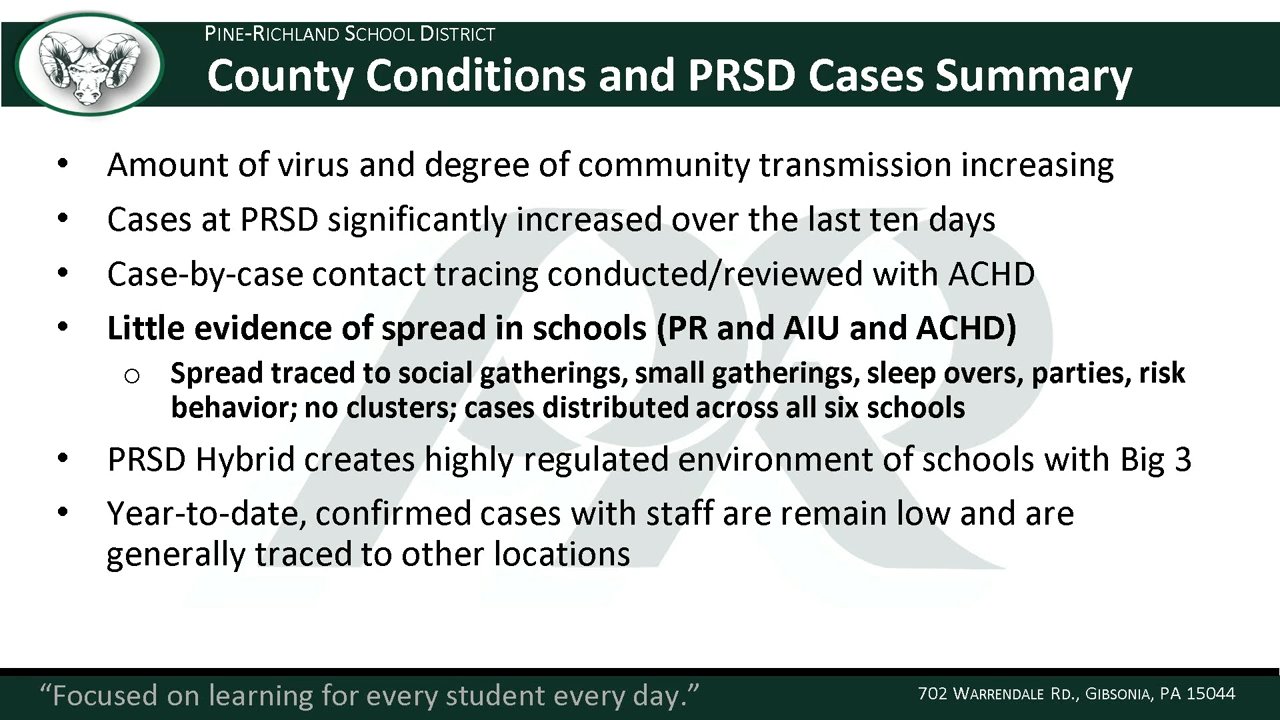 PINE-RICHLAND SCHOOL DISTRICT
County Conditions and PRSD Cases Summary
• Amount of virus and degree of community transmission increasing
• Cases at PRSD significantly increased over the last ten days
• Case-by-case contact tracing conducted/reviewed with ACHD
• Little evidence of spread in schools (PR and AIU and ACHD)
o Spread traced to social gatherings, small gatherings, sleep overs, parties, risk
behavior; no clusters; cases distributed across all six schools
• PRSD Hybrid creates highly regulated environment of schools with Big 3
• Year-to-date, confirmed cases with staff are remain low and are
generally traced to other locations
PR
“Focused on learning for every student every day.”
702 WARRENDALE RD., GIBSONIA, PA 15044